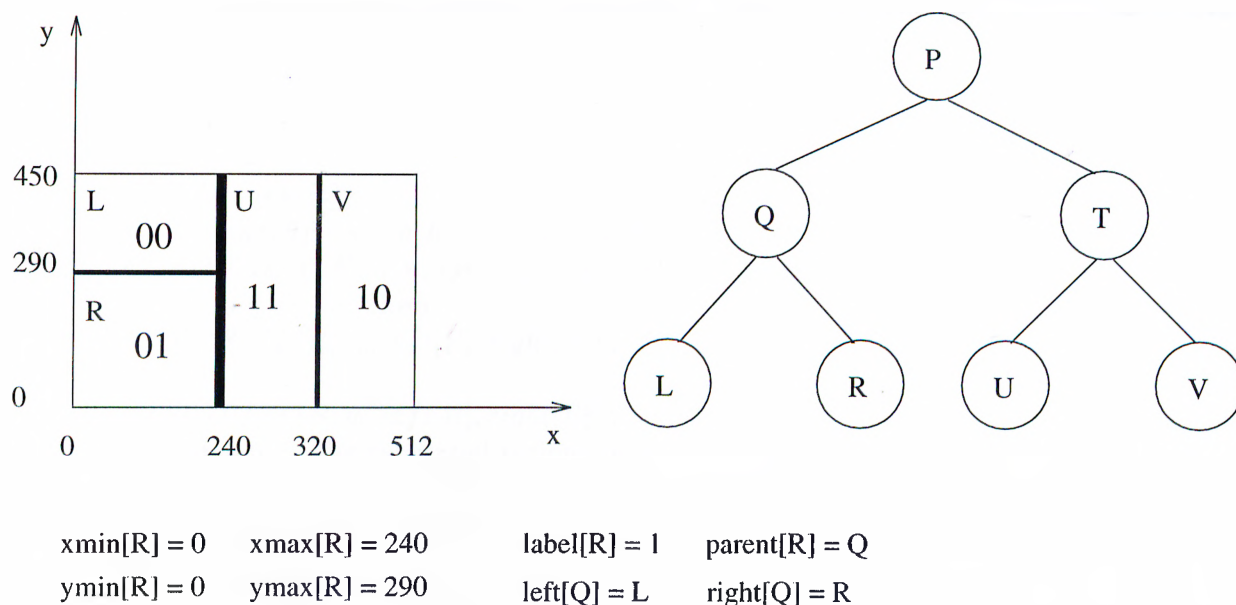 y
450
L
U
V
00
290
11
10
R
01
0
0
240
320
512
x
P
Q
T
L
R
U
V
xmin[R] = 0 xmax[R] = 240 label[R] = 1 parent[R] = Q
ymin[R] = 0 ymax[R] = 290 left[Q] = L right[Q] = R